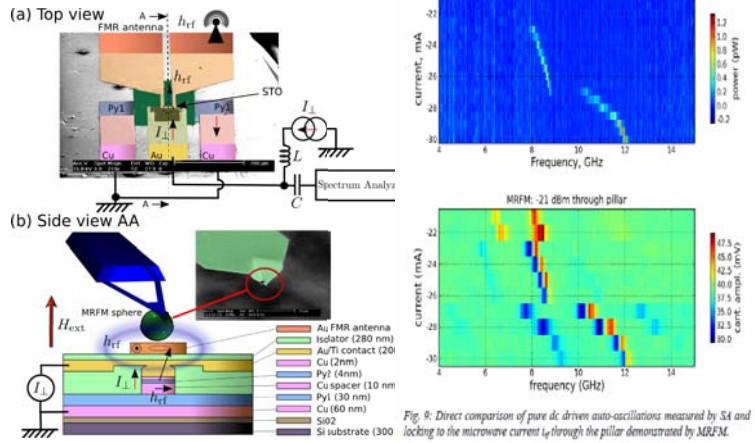 (a) Top view
A
FMR antenna
h_rf
h_rf
STO
Py1
Py1
I⊥
I⊥
L
C
Cu
Au
Cu
Spectrum Analyz
A
(b) Side view AA
MRFM sphere
H_ext
h_rf
I⊥
I⊥
h_rf
Au FMR antenna
Isolator (280 nm)
Au/Ti contact (200
Cu (2nm)
Py2 (4nm)
Cu spacer (10 nm
Py1 (30 nm)
Cu (60 nm)
SiO2
Si substrate (300
current, mA
-22
-24
-26
-28
-30
4 6 8 10 12 14
Frequency, GHz
1.2
1.0
0.8
0.6
0.4
0.2
0.0
-0.2
power (pW)
MRFM: -21 dBm through pillar
current (mA)
-22
-24
-26
-28
-30
4 6 8 10 12 14
frequency (GHz)
47.5
45.0
42.5
40.0
37.5
35.0
32.5
30.0
cant. ampl. (mV)
Fig. 9: Direct comparison of pure dc driven auto-oscillations measured by SA and
locking to the microwave current i_rf through the pillar demonstrated by MRFM.